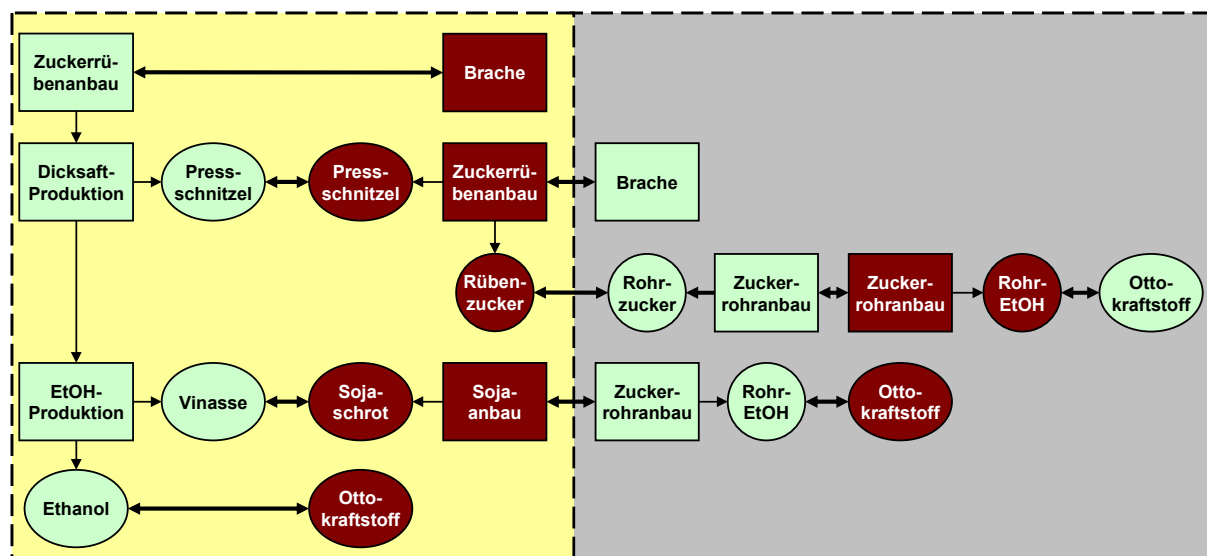 Zuckerrü-
benanbau
Brache
Dicksaft-
Produktion
Press-
schnitzel
Press-
schnitzel
Zuckerrü-
benanbau
Brache
Rüben-
zucker
Rohr-
zucker
Zucker-
rohranbau
Zucker-
rohranbau
Rohr-
EtOH
Otto-
kraftstoff
EtOH-
Produktion
Vinasse
Soja-
schrot
Soja-
anbau
Zucker-
rohranbau
Rohr-
EtOH
Otto-
kraftstoff
Ethanol
Otto-
kraftstoff